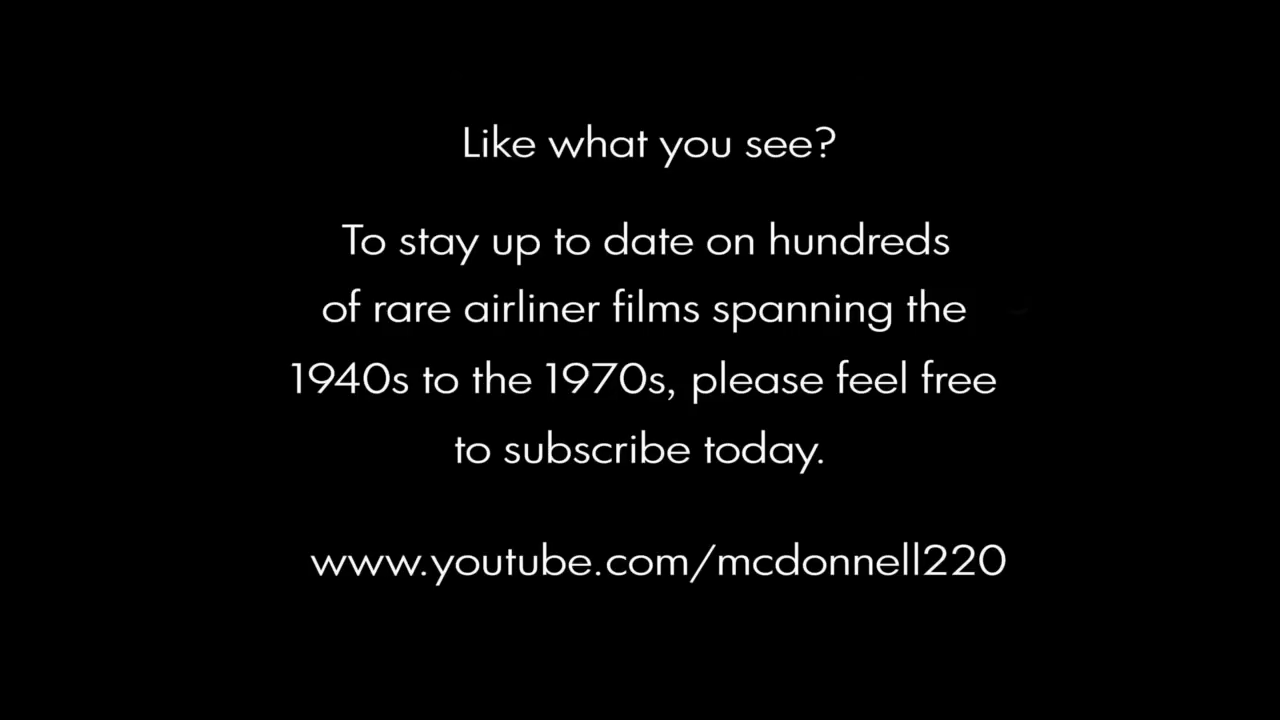 Like what you see?
To stay up to date on hundreds
of rare airliner films spanning the
1940s to the 1970s, please feel free
to subscribe today.
www.youtube.com/mcdonnell220